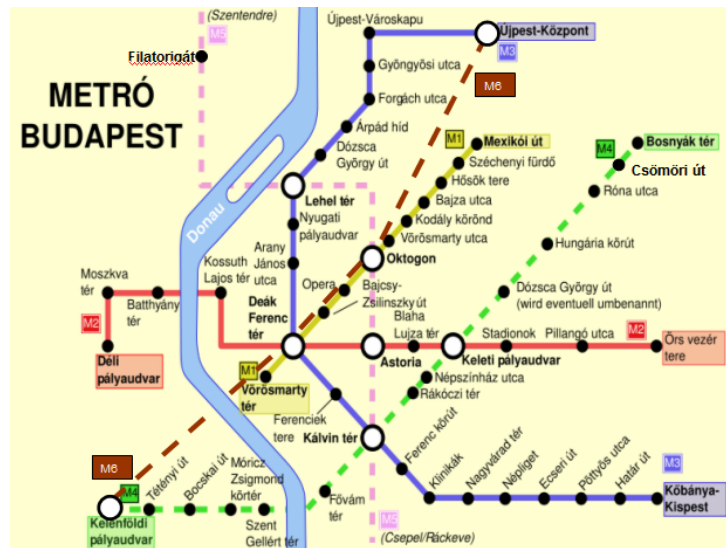 (Szentendre)
M5
Filatorigát
METRÓ
BUDAPEST
Donau
Újpest-Városkapu
Újpest-Központ
M3
M6
Gyöngyösi utca
Forgách utca
Árpád híd
Dózsca
György út
Lehel tér
Nyugati
pályaudvar
Arany
János
utca
M1
Mexikói út
Széchenyi fürdő
Hősök tere
Bajza utca
Kodály körönd
Vörösmarty utca
Oktogon
Opera
Bajcsy-
Zsilinszky út
M4
Bosnyák tér
Csömöri út
Róna utca
Hungária körút
Dózsca György út
(wird eventuell umbenannt)
Moszkva
tér
Batthyány
tér
Kossuth
Lajos tér
Deák
Ferenc
tér
M2
Déli
pályaudvar
M1
Vörösmarty
tér
Blaha
Lujza tér
Astoria
Stadionok
Pillangó utca
M2
Örs vezér
tere
Keleti pályaudvar
Népszínház utca
Rákóczi tér
Ferenciek
tere
Kálvin tér
Ferenc körút
Klinikák
Nagyvárad tér
Népliget
Ecseri út
Pöttyös utca
Határ út
M3
Kőbánya-
Kispest
M6
M4
Kelenföldi
pályaudvar
Tétényi út
Bocskai út
Móricz
Zsigmond
körtér
Szent
Gellért tér
Fővám
tér
M5
(Csepel/Ráckeve)